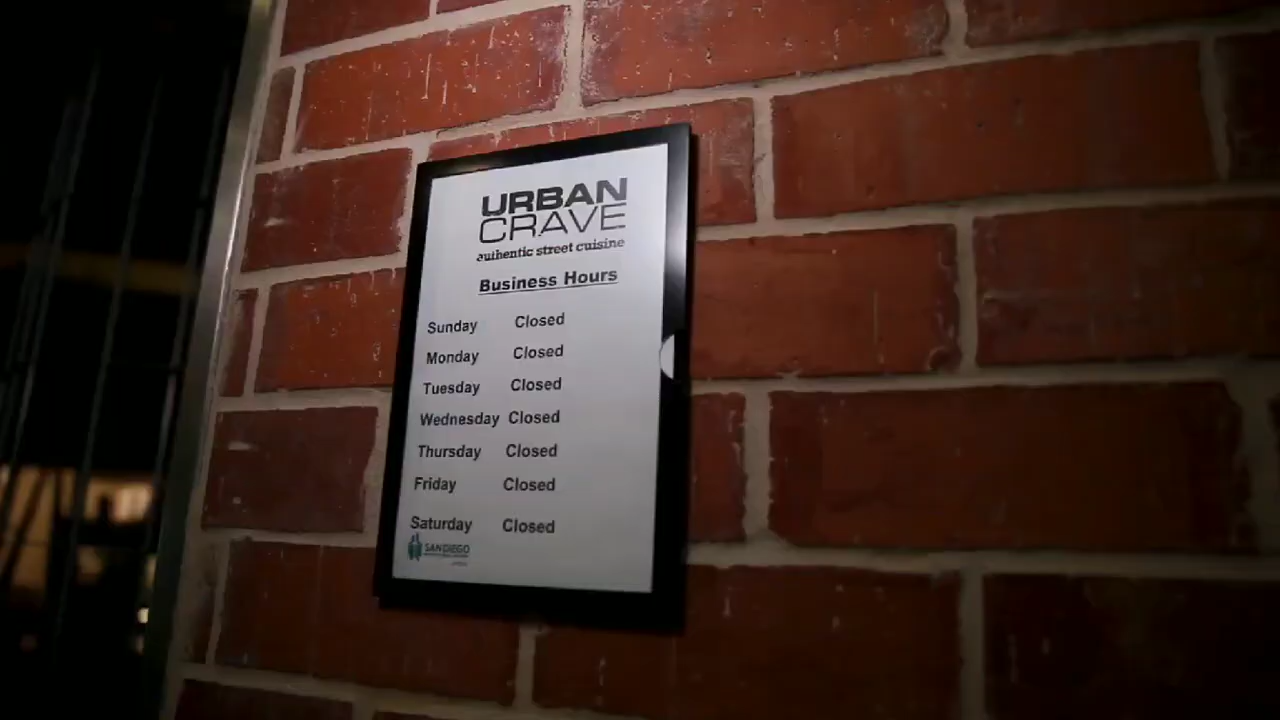 URBAN
CRAVE
authentic street cuisine
Business Hours
Sunday Closed
Monday Closed
Tuesday Closed
Wednesday Closed
Thursday Closed
Friday Closed
Saturday Closed
SAN DIEGO